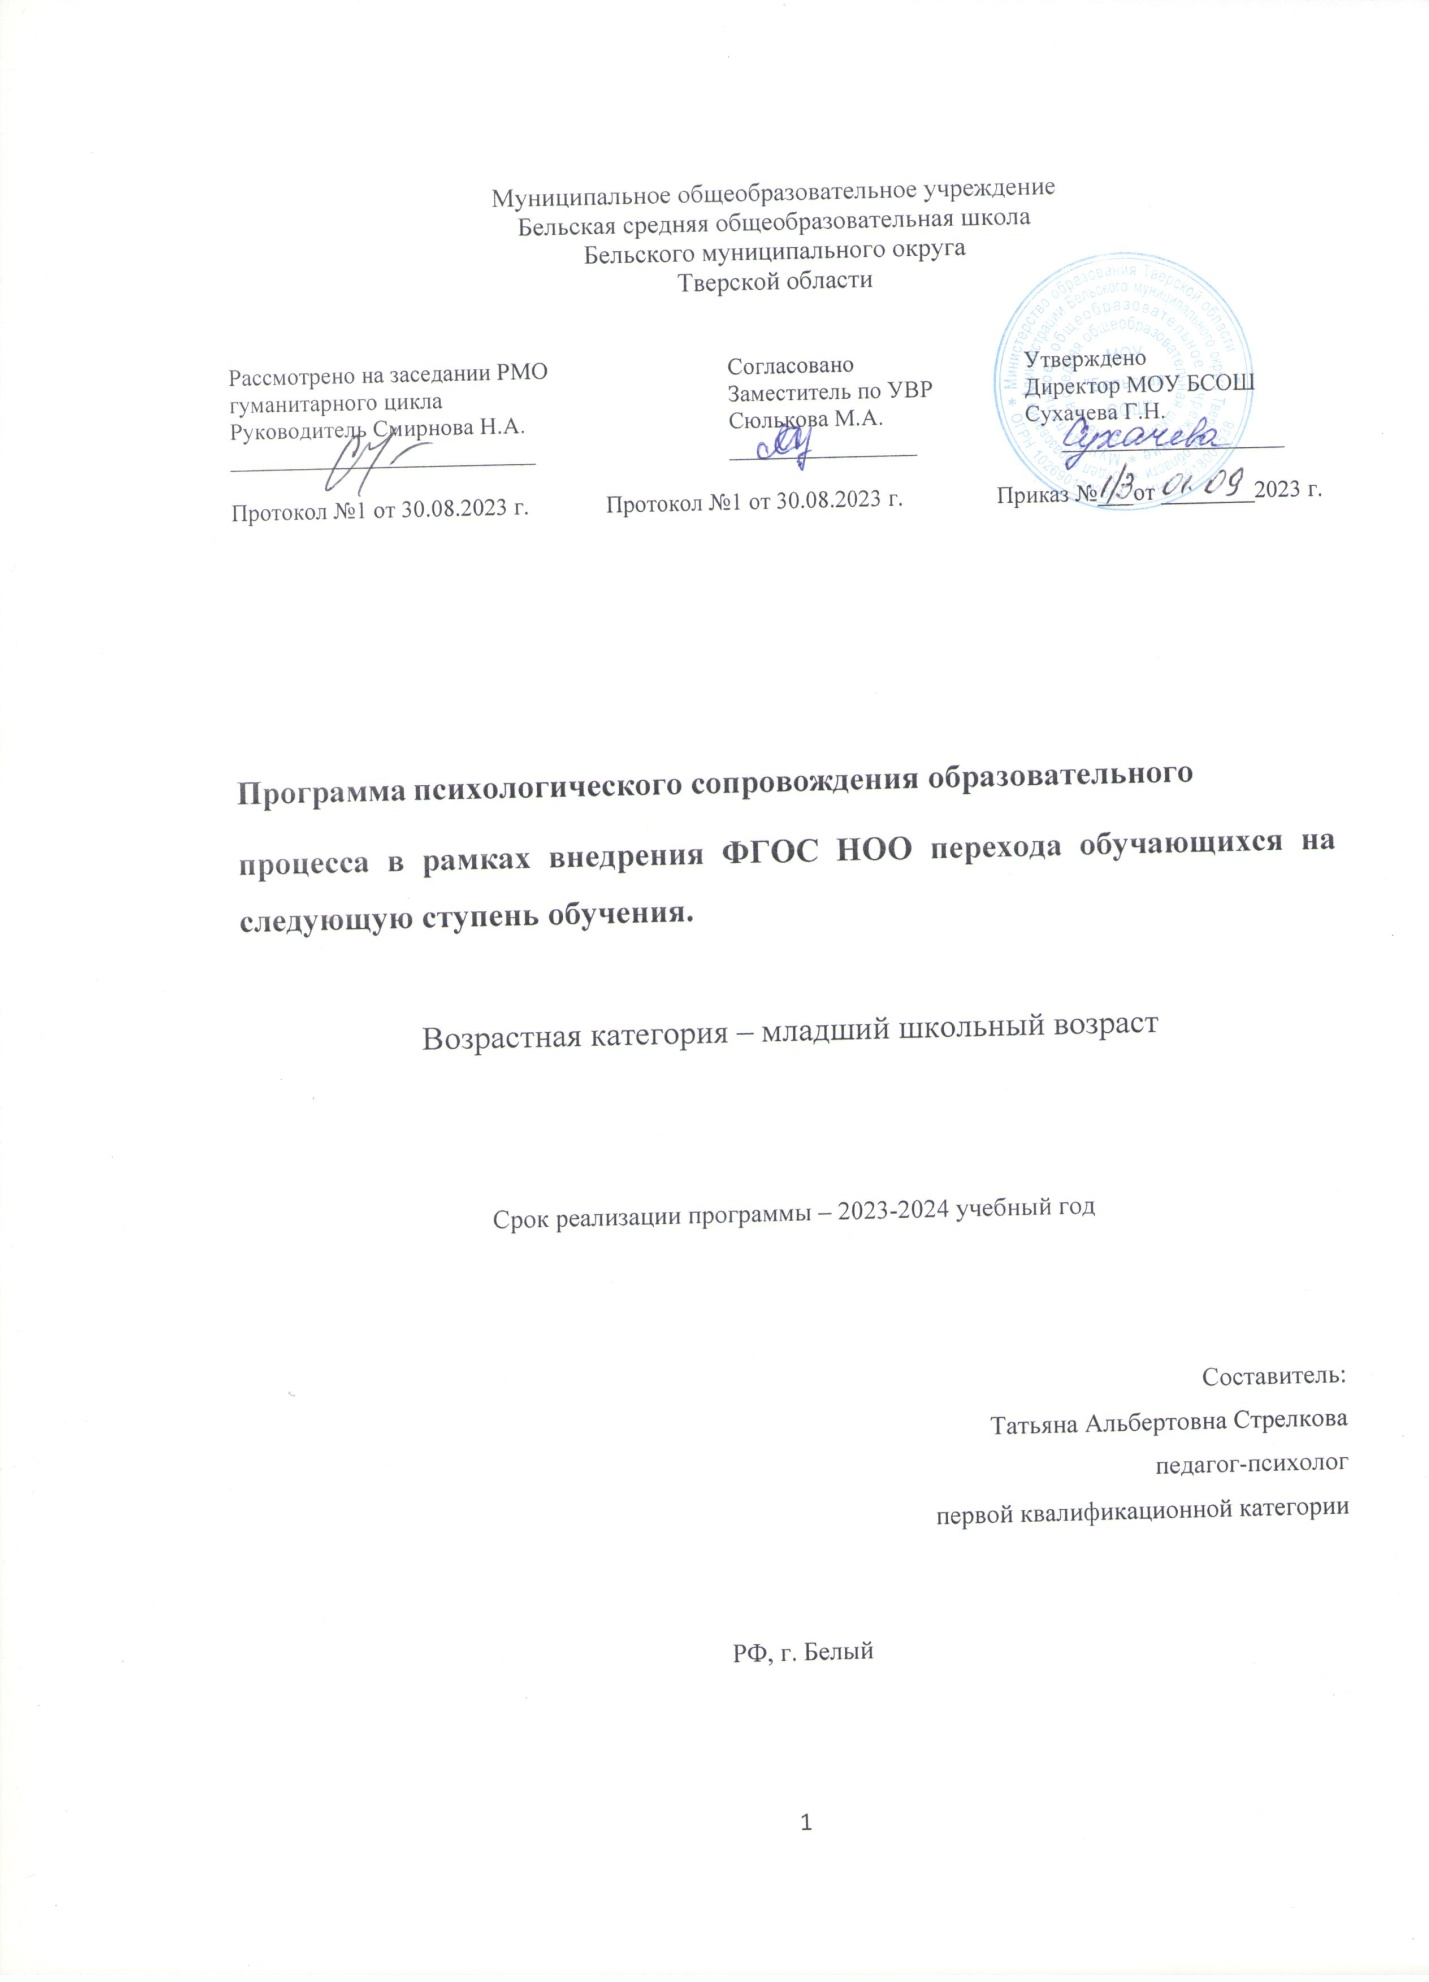 Муниципальное общеобразовательное учреждение
Бельская средняя общеобразовательная школа
Бельского муниципального округа
Тверской области
Рассмотрено на заседании РМО
гуманитарного цикла
Руководитель Смирнова Н.А.
Протокол №1 от 30.08.2023 г.
Согласовано
Заместитель по УВР
Сюлькова М.А.
Протокол №1 от 30.08.2023 г.
Утверждено
Директор МОУ БСОШ
Сухачева Г.Н.
Сухачева
Приказ №1/3 от 01.09 2023 г.
Программа психологического сопровождения образовательного
процесса в рамках внедрения ФГОС НОО перехода обучающихся на
следующую ступень обучения.
Возрастная категория – младший школьный возраст
Срок реализации программы – 2023-2024 учебный год
Составитель:
Татьяна Альбертовна Стрелкова
педагог-психолог
первой квалификационной категории
РФ, г. Белый
1